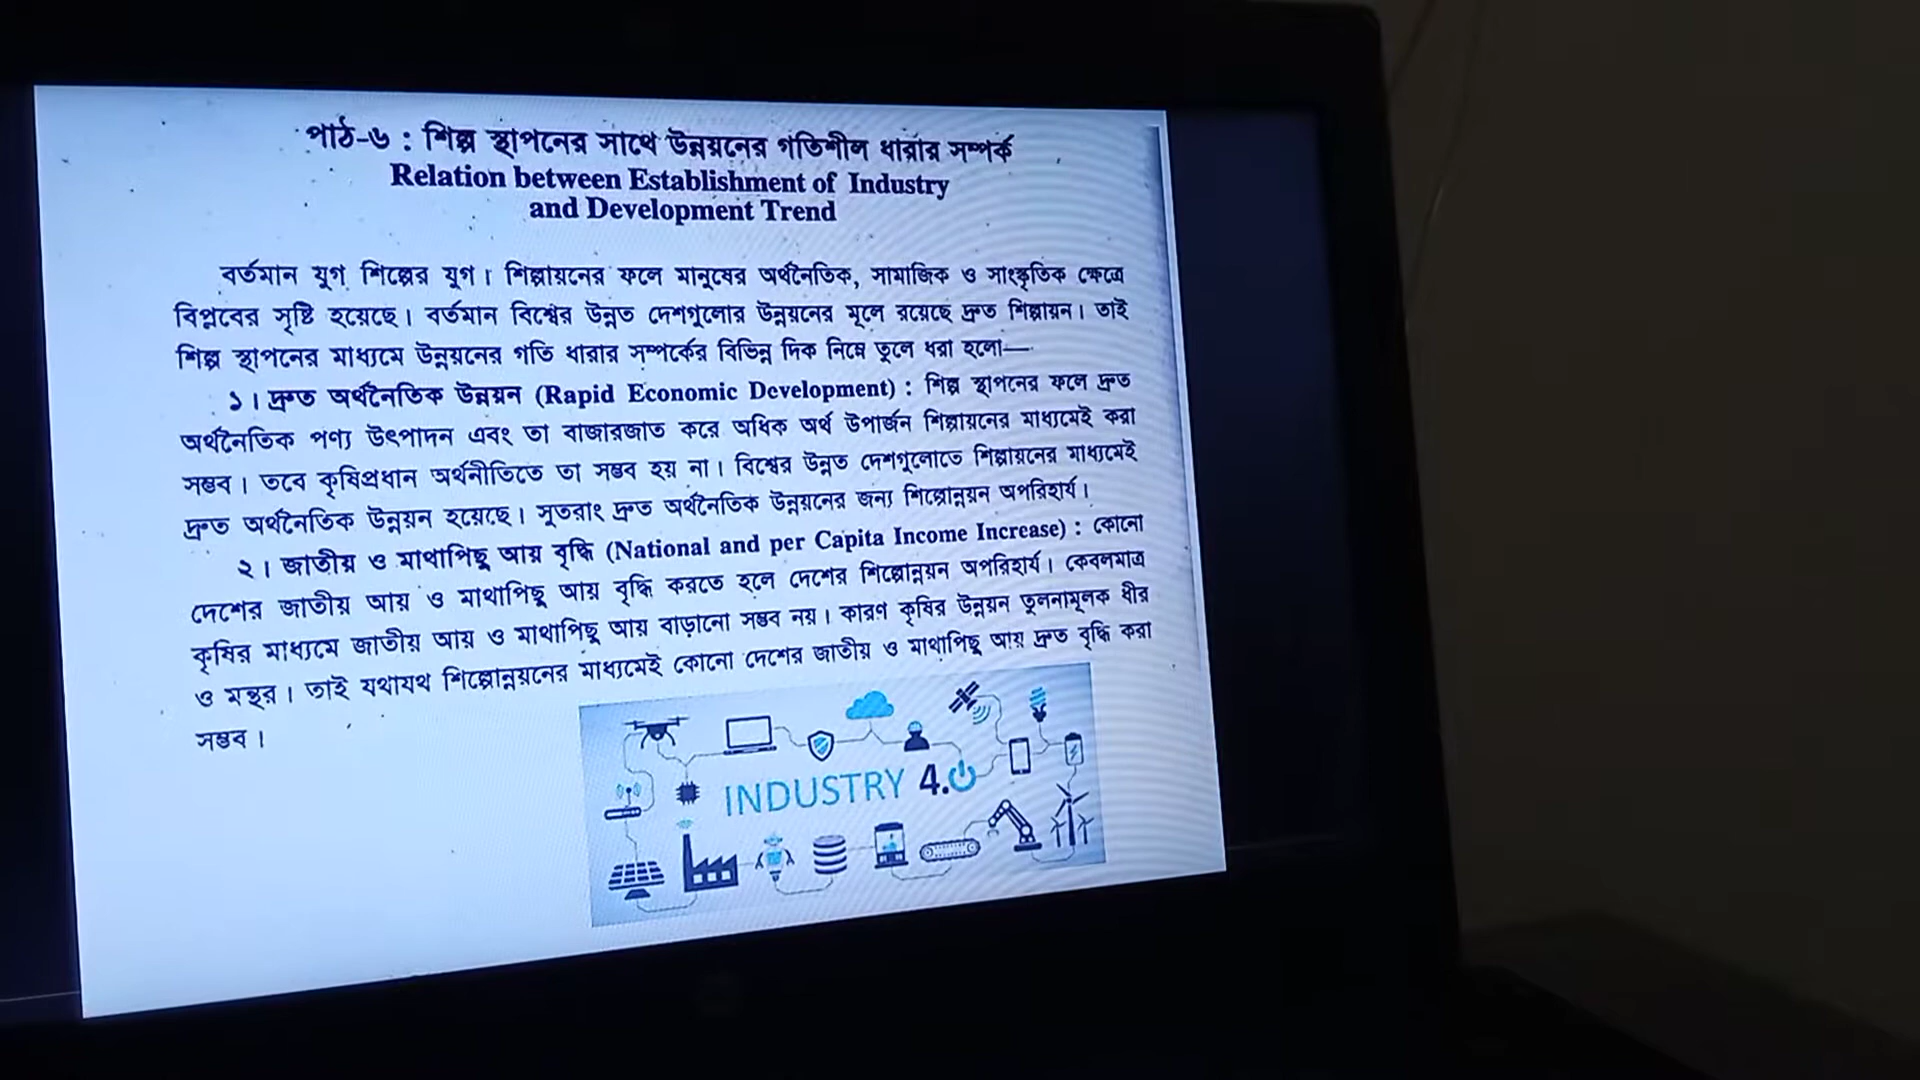 পাঠ-৬ : শিল্প স্থাপনের সাথে উন্নয়নের গতিশীল ধারার সম্পর্ক
Relation between Establishment of Industry
and Development Trend
বর্তমান যুগ শিল্পের যুগ। শিল্পায়নের ফলে মানুষের অর্থনৈতিক, সামাজিক ও সাংস্কৃতিক ক্ষেত্রে
বিপ্লবের সৃষ্টি হয়েছে। বর্তমান বিশ্বের উন্নত দেশগুলোর উন্নয়নের মূলে রয়েছে দ্রুত শিল্পায়ন। তাই
শিল্প স্থাপনের মাধ্যমে উন্নয়নের গতি ধারার সম্পর্কের বিভিন্ন দিক নিম্নে তুলে ধরা হলো—
১। দ্রুত অর্থনৈতিক উন্নয়ন (Rapid Economic Development) : শিল্প স্থাপনের ফলে দ্রুত
অর্থনৈতিক পণ্য উৎপাদন এবং তা বাজারজাত করে অধিক অর্থ উপার্জন শিল্পায়নের মাধ্যমেই করা
সম্ভব। তবে কৃষিপ্রধান অর্থনীতিতে তা সম্ভব হয় না। বিশ্বের উন্নত দেশগুলোতে শিল্পায়নের মাধ্যমেই
দ্রুত অর্থনৈতিক উন্নয়ন হয়েছে। সুতরাং দ্রুত অর্থনৈতিক উন্নয়নের জন্য শিল্পোন্নয়ন অপরিহার্য।
২। জাতীয় ও মাথাপিছু আয় বৃদ্ধি (National and per Capita Income Increase) : কোনো
দেশের জাতীয় আয় ও মাথাপিছু আয় বৃদ্ধি করতে হলে দেশের শিল্পোন্নয়ন অপরিহার্য। কেবলমাত্র
কৃষির মাধ্যমে জাতীয় আয় ও মাথাপিছু আয় বাড়ানো সম্ভব নয়। কারণ কৃষির উন্নয়ন তুলনামূলক ধীর
ও মন্থর। তাই যথাযথ শিল্পোন্নয়নের মাধ্যমেই কোনো দেশের জাতীয় ও মাথাপিছু আয় দ্রুত বৃদ্ধি করা
সম্ভব।
INDUSTRY 4.0